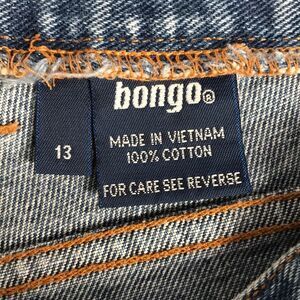 bongo®
13
MADE IN VIETNAM
100% COTTON
FOR CARE SEE REVERSE